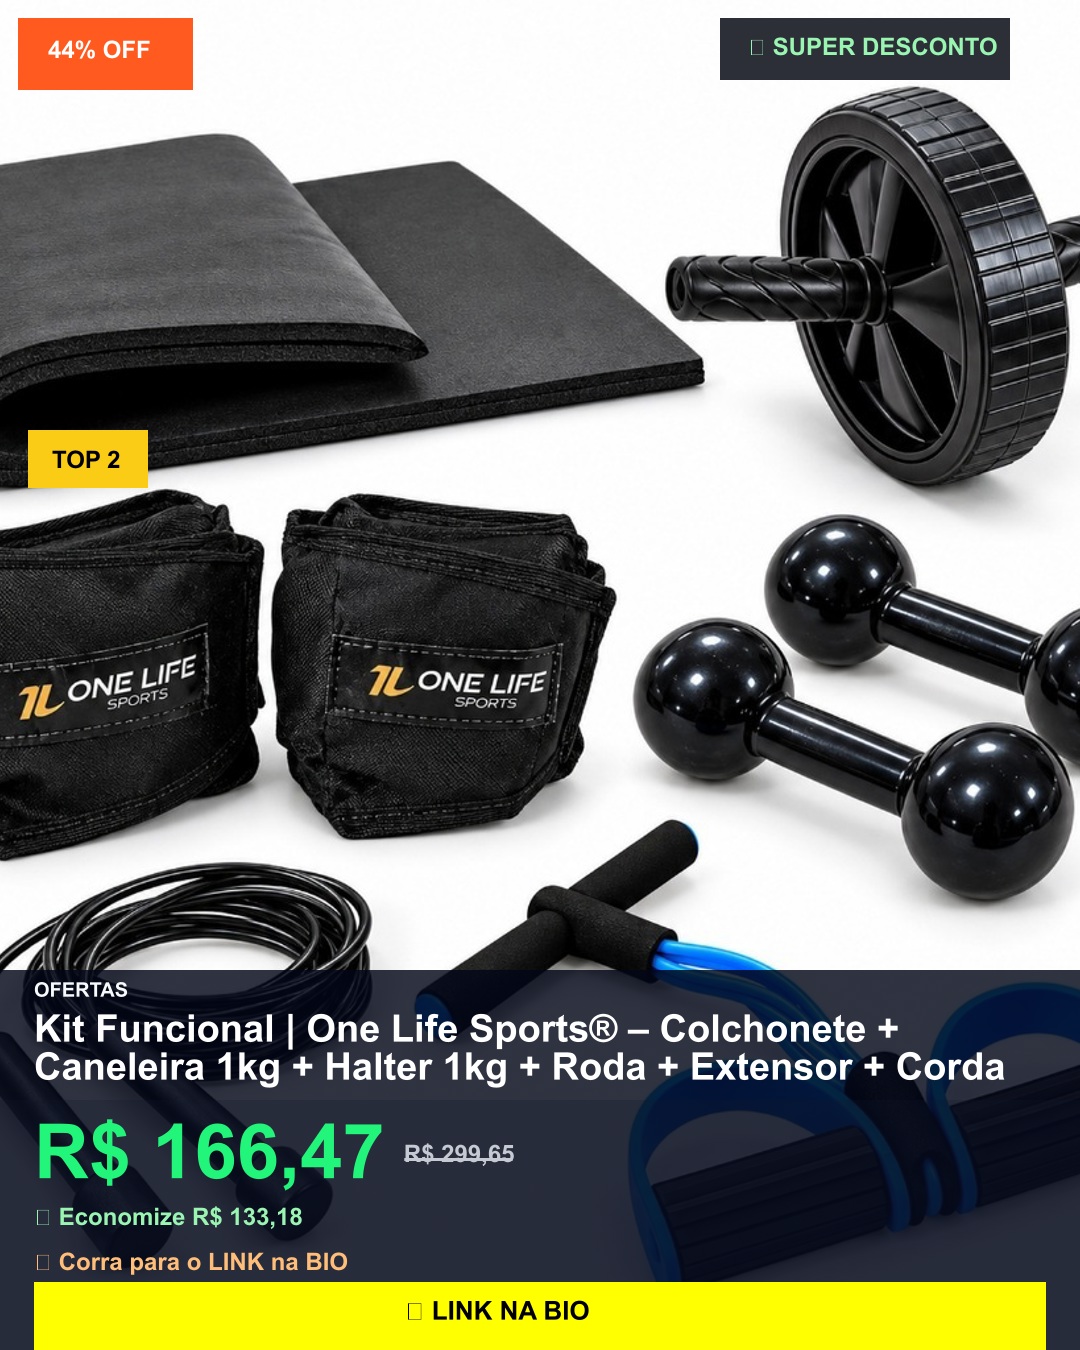 44% OFF
SUPER DESCONTO
TOP 2
1L ONE LIFE
SPORTS
1L ONE LIFE
SPORTS
OFERTAS
Kit Funcional | One Life Sports® – Colchonete +
Caneleira 1kg + Halter 1kg + Roda + Extensor + Corda
R$ 166,47 R$ 299,65
Economize R$ 133,18
Corra para o LINK na BIO
LINK NA BIO